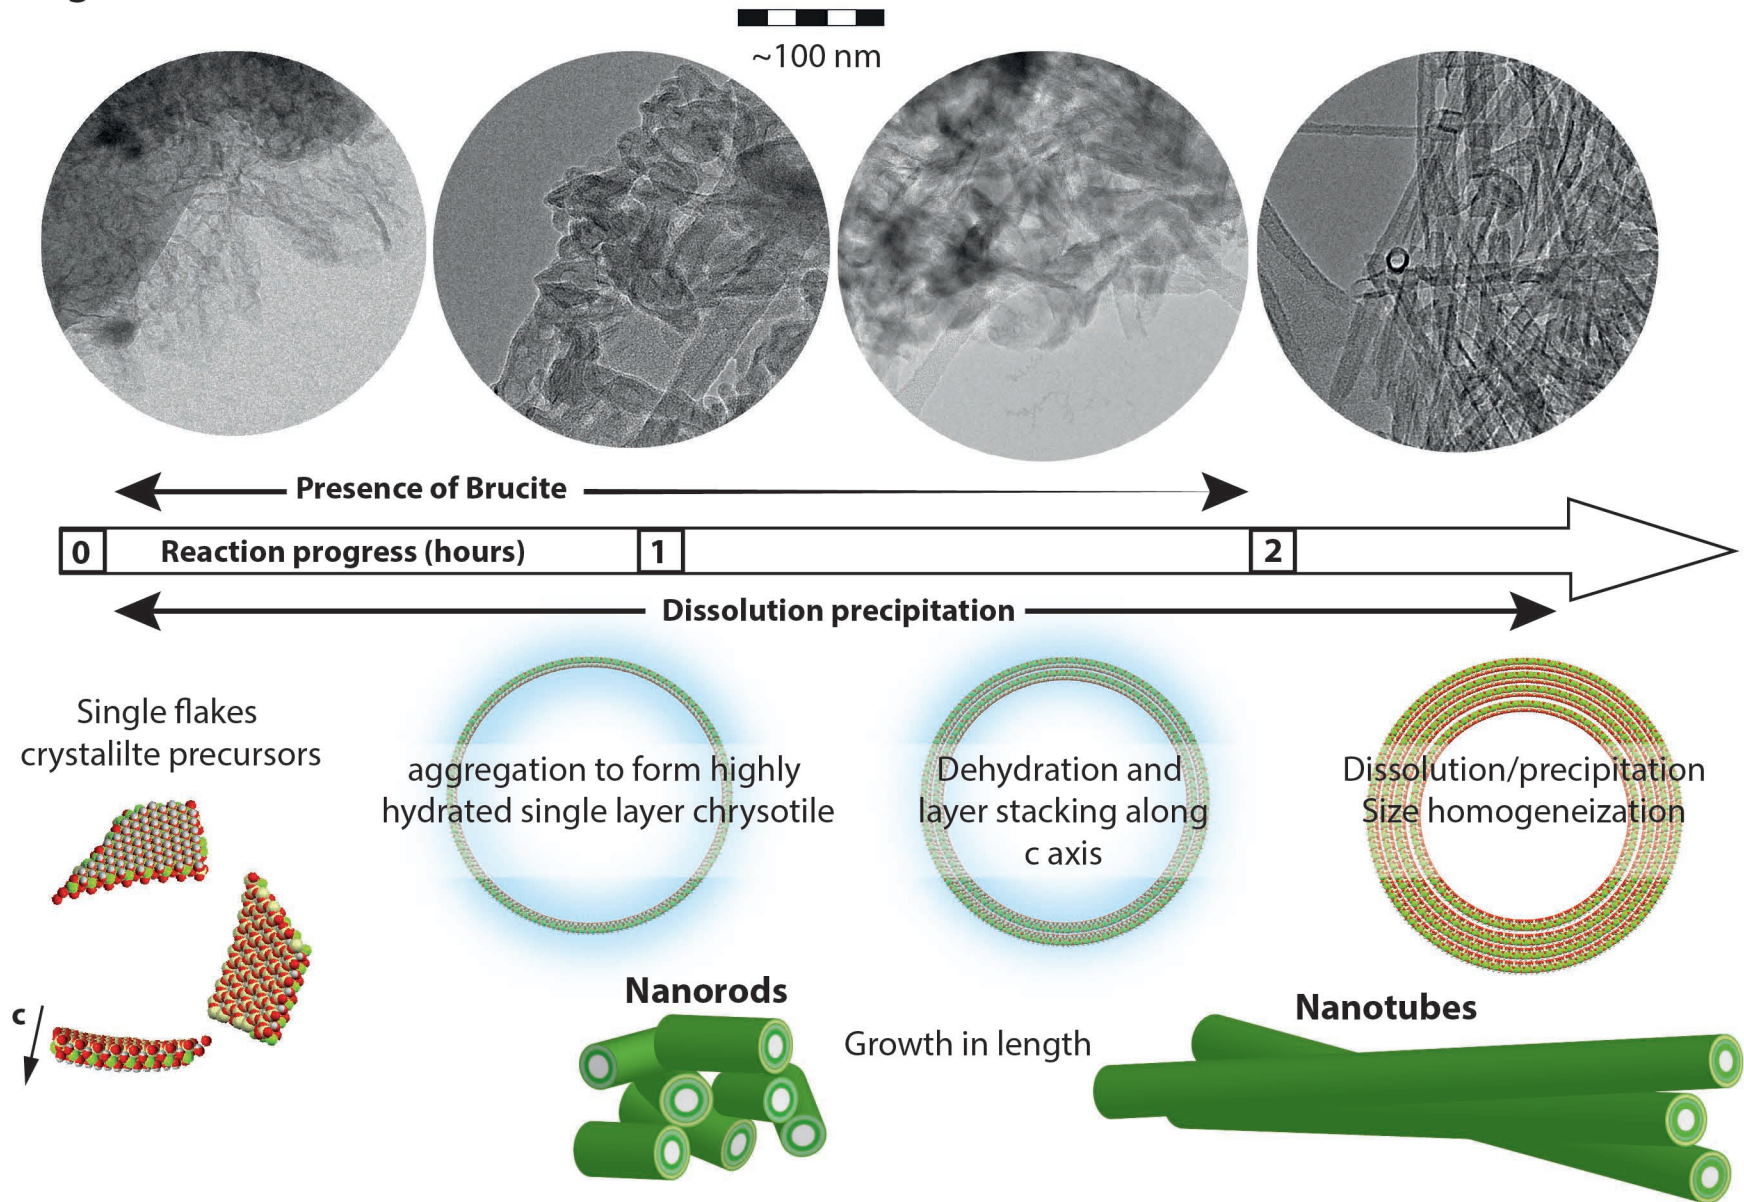 ~100 nm
Presence of Brucite
0 Reaction progress (hours) 1 2
Dissolution precipitation
Single flakes
crystalilte precursors
aggregation to form highly
hydrated single layer chrysotile
Dehydration and
layer stacking along
c axis
Dissolution/precipitation
Size homogeneization
c
Nanorods
Growth in length
Nanotubes